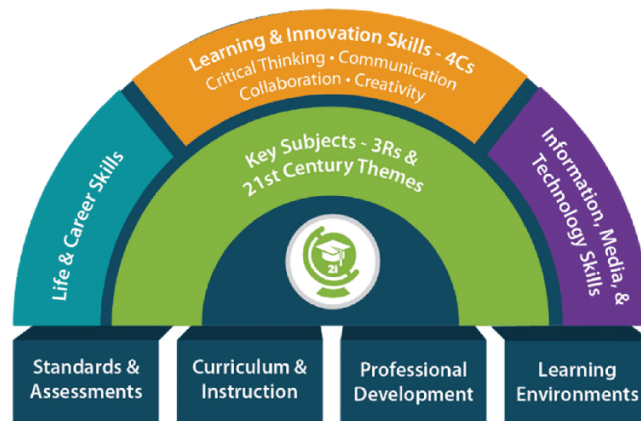 Learning & Innovation Skills - 4Cs
Critical Thinking • Communication
Collaboration • Creativity
Life & Career Skills
Key Subjects - 3Rs &
21st Century Themes
Information, Media, &
Technology Skills
21
Standards &
Assessments
Curriculum &
Instruction
Professional
Development
Learning
Environments